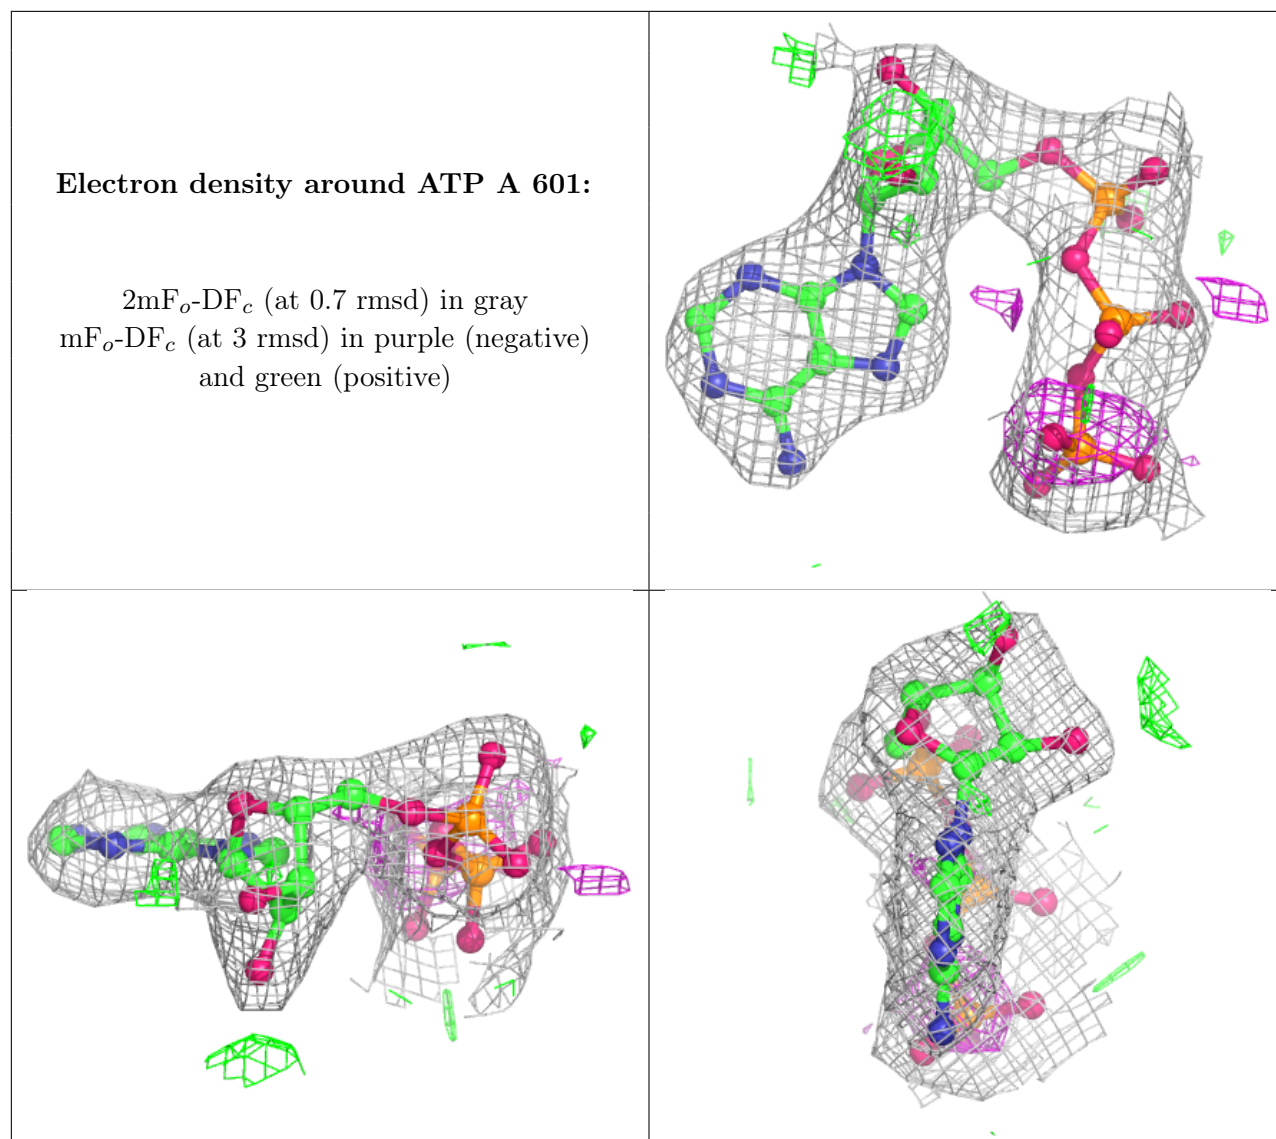 Electron density around ATP A 601:
2mFₒ-DF𝑐 (at 0.7 rmsd) in gray
mFₒ-DF𝑐 (at 3 rmsd) in purple (negative)
and green (positive)